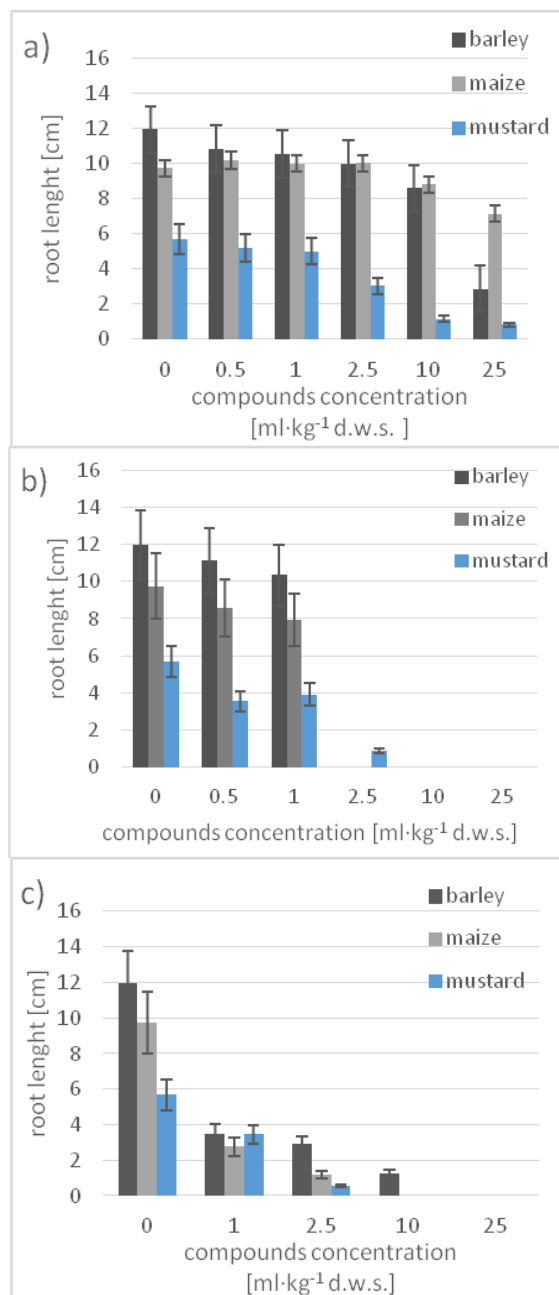 a)
barley
maize
mustard
16
14
12
10
8
6
4
2
0
root lenght [cm]
0 0.5 1 2.5 10 25
compounds concentration
[ml·kg⁻¹ d.w.s. ]
b)
barley
maize
mustard
16
14
12
10
8
6
4
2
0
root lenght [cm]
0 0.5 1 2.5 10 25
compounds concentration [ml·kg⁻¹ d.w.s.]
c)
barley
maize
mustard
16
14
12
10
8
6
4
2
0
root lenght [cm]
0 1 2.5 10 25
compounds concentration
[ml·kg⁻¹ d.w.s.]